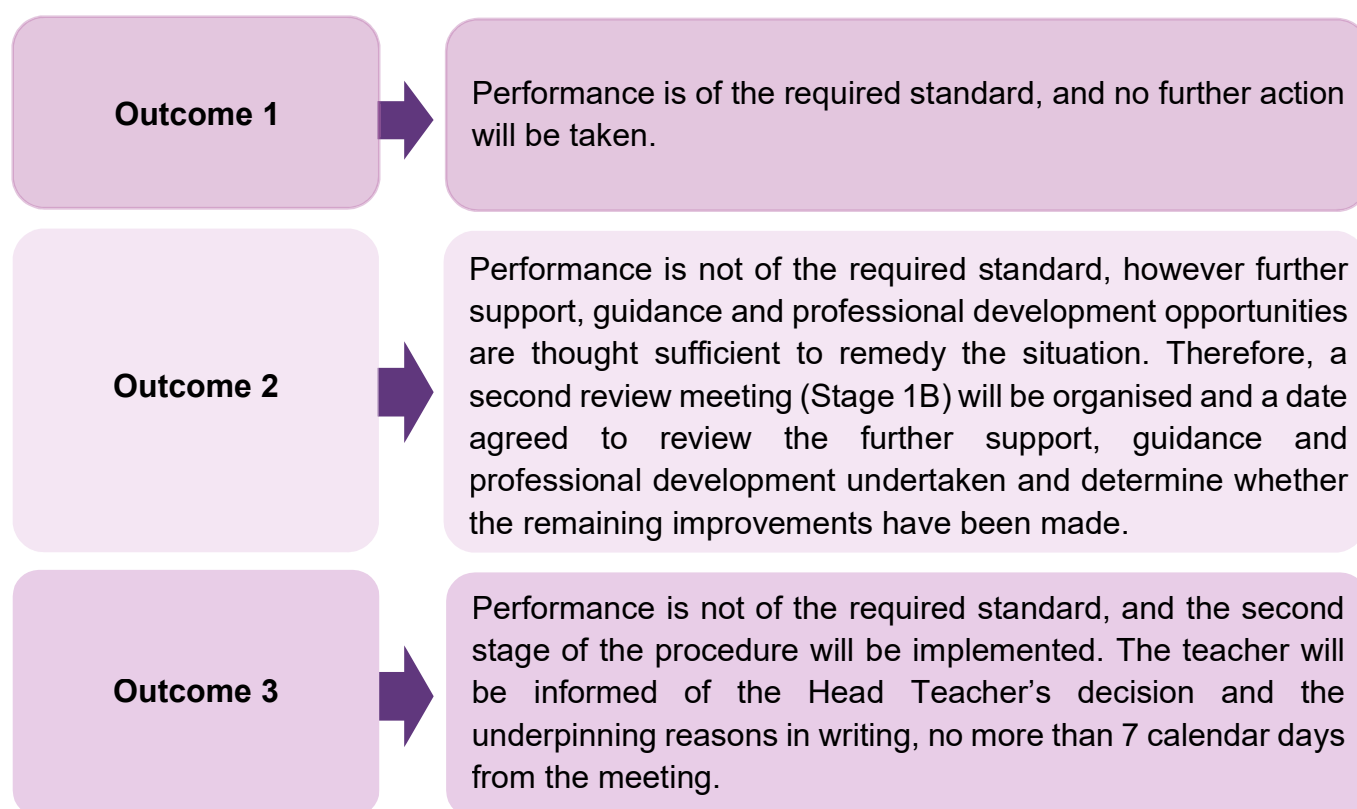 Outcome 1
Performance is of the required standard, and no further action
will be taken.
Outcome 2
Performance is not of the required standard, however further
support, guidance and professional development opportunities
are thought sufficient to remedy the situation. Therefore, a
second review meeting (Stage 1B) will be organised and a date
agreed to review the further support, guidance and
professional development undertaken and determine whether
the remaining improvements have been made.
Outcome 3
Performance is not of the required standard, and the second
stage of the procedure will be implemented. The teacher will
be informed of the Head Teacher’s decision and the
underpinning reasons in writing, no more than 7 calendar days
from the meeting.